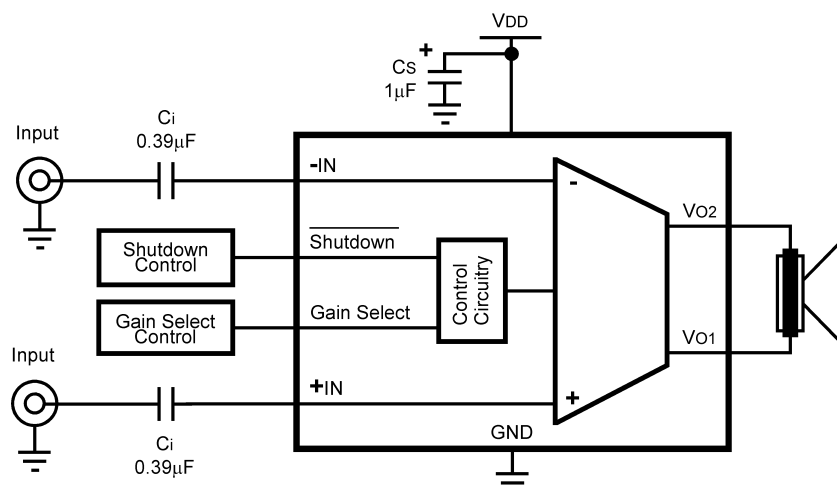 VDD
+
CS
1μF
Ci
0.39μF
Input
-IN
-
VO2
Shutdown
Control
Shutdown
Control
Circuitry
Gain Select
Control
Gain Select
VO1
Input
+IN
+
GND
Ci
0.39μF